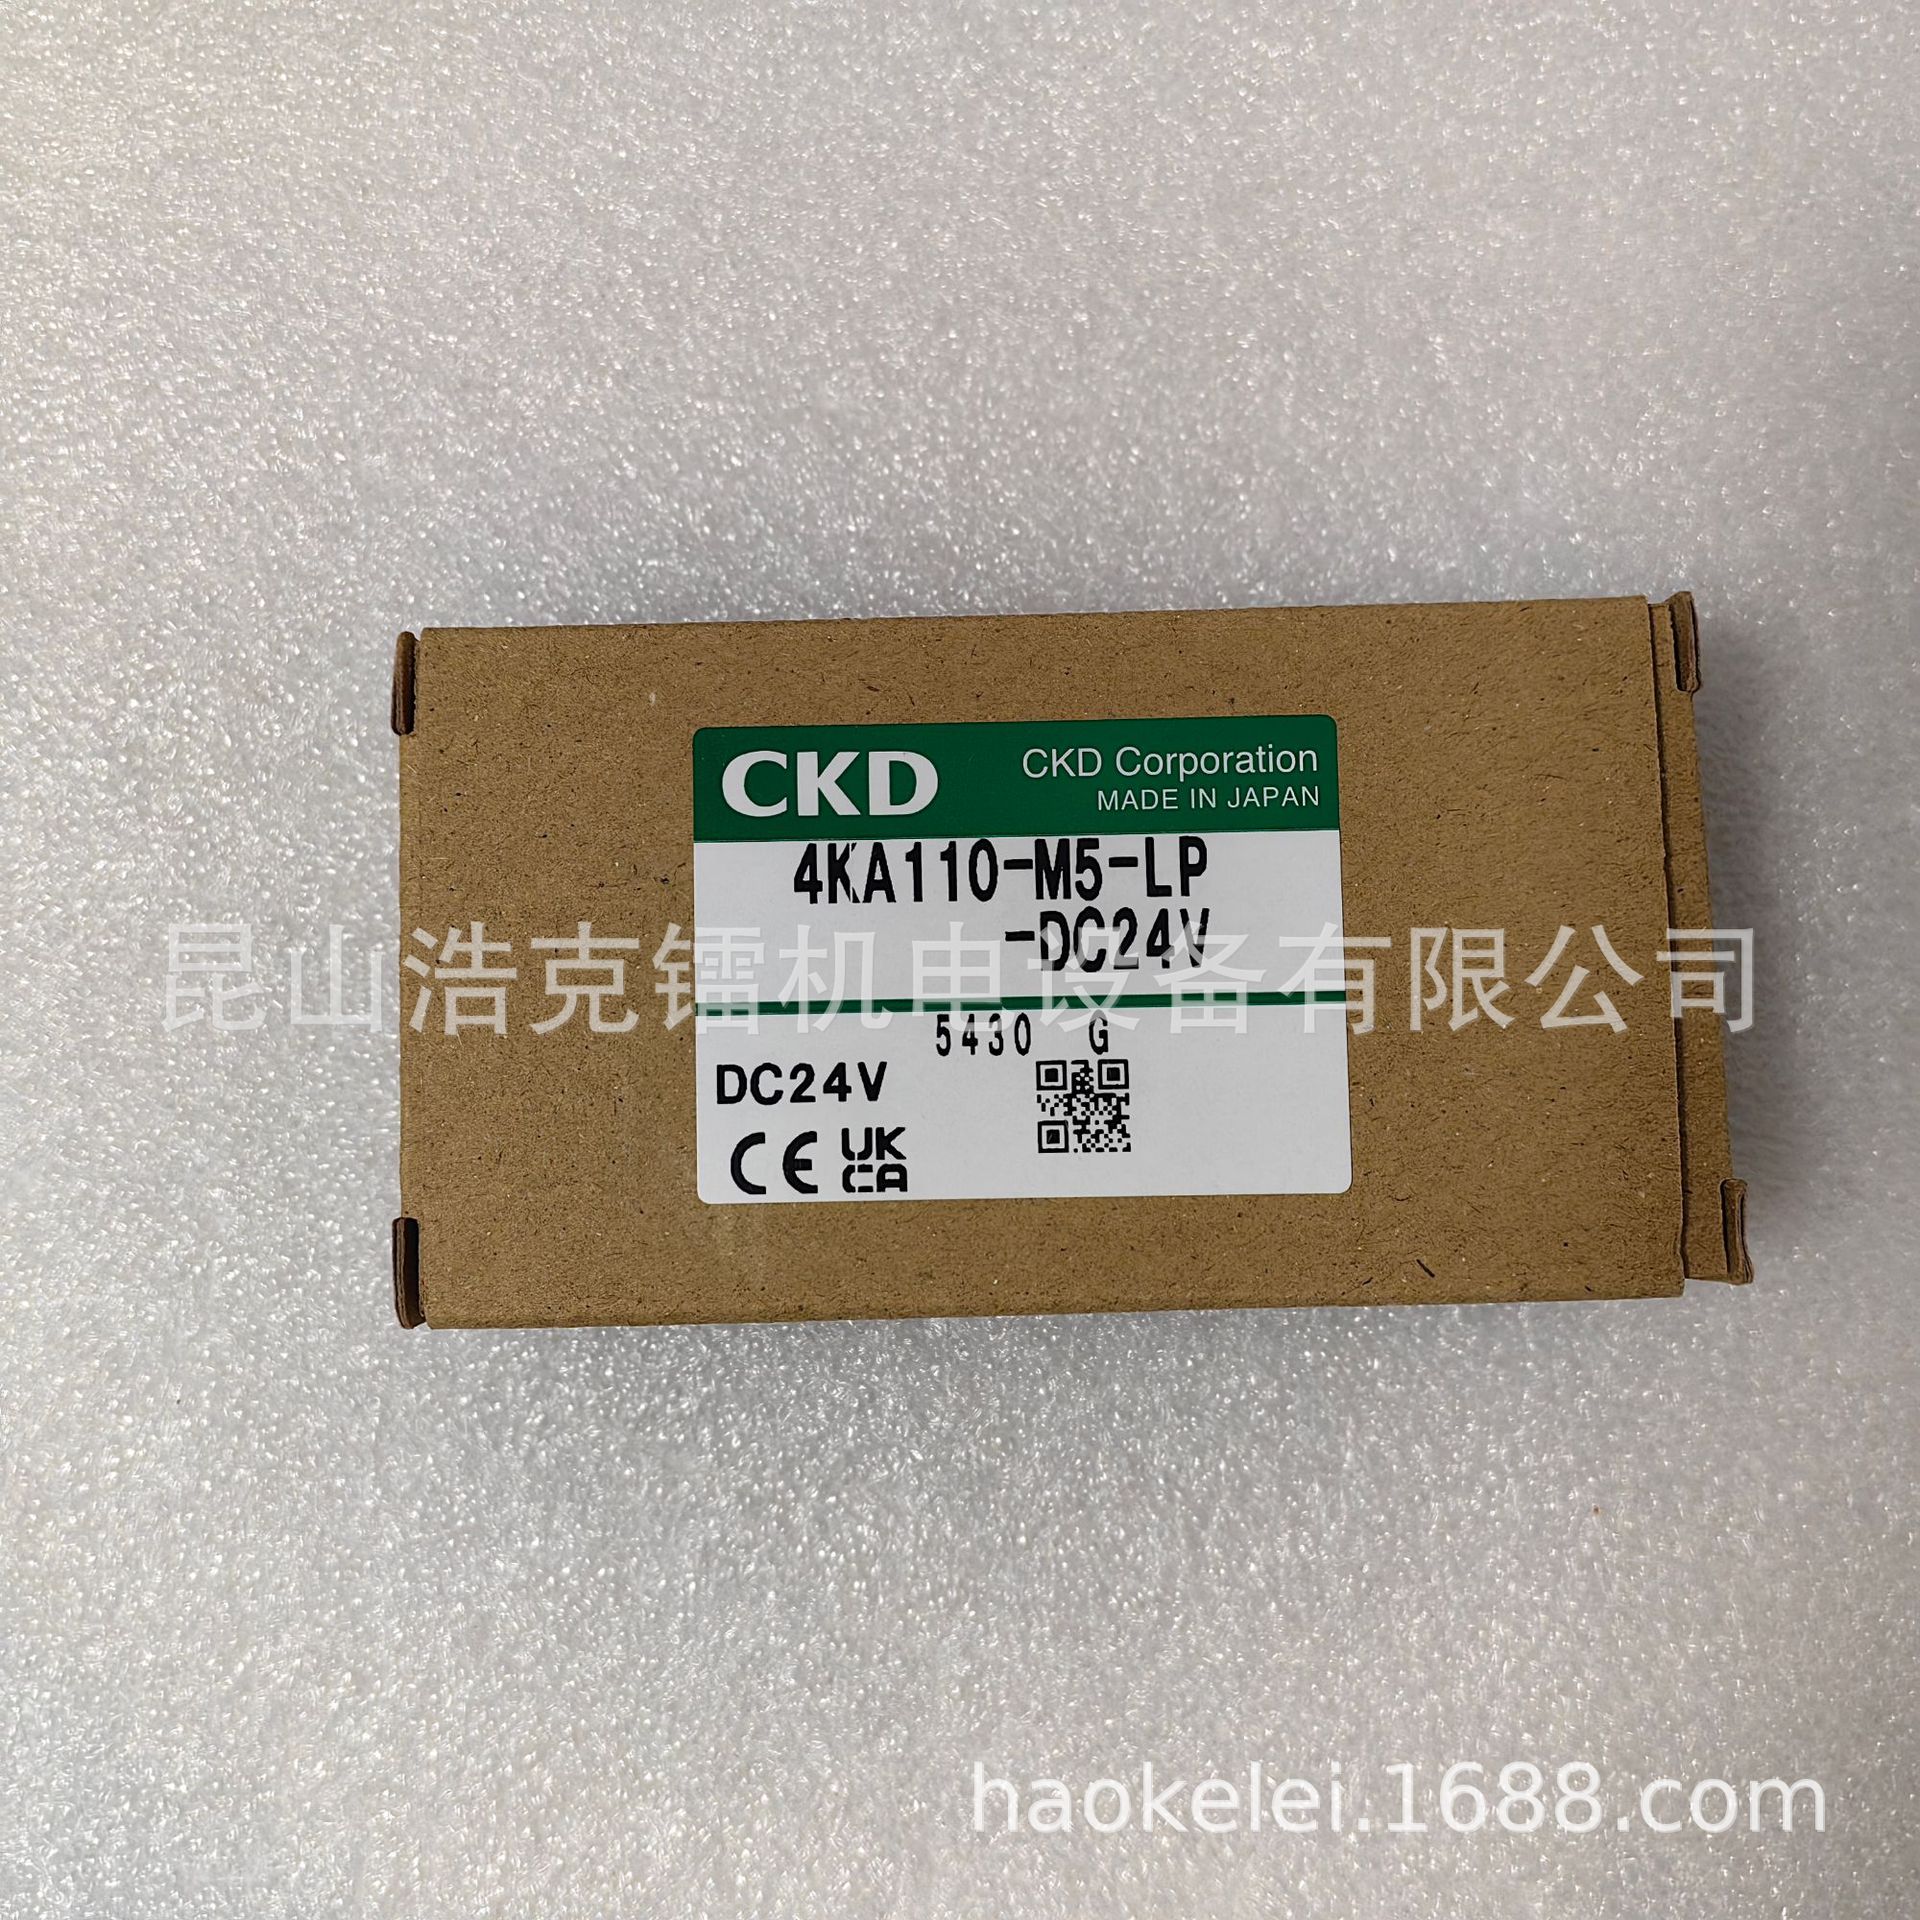 CKD
CKD Corporation
MADE IN JAPAN
4KA110-M5-LP
-DC24V
昆山浩克镭机电设备有限公司
5430 G
DC24V
CE UK
CA
haokelei.1688.com